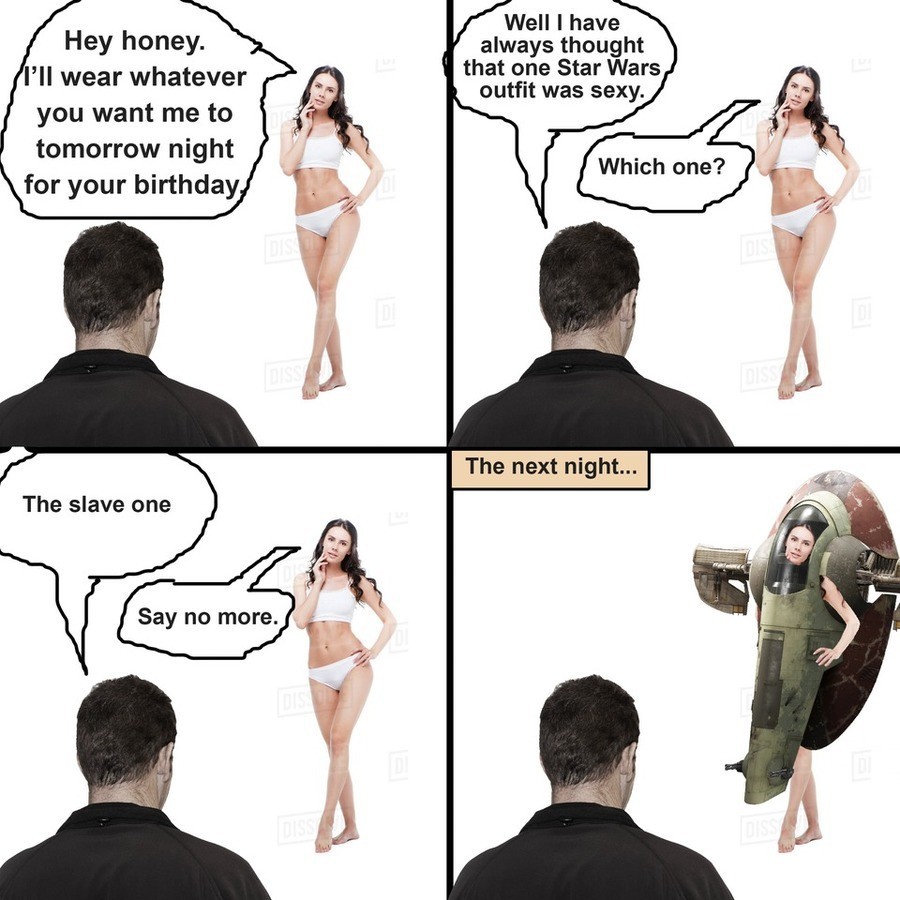 Hey honey.
I'll wear whatever
you want me to
tomorrow night
for your birthday.
Well I have
always thought
that one Star Wars
outfit was sexy.
Which one?
The slave one
Say no more.
The next night...